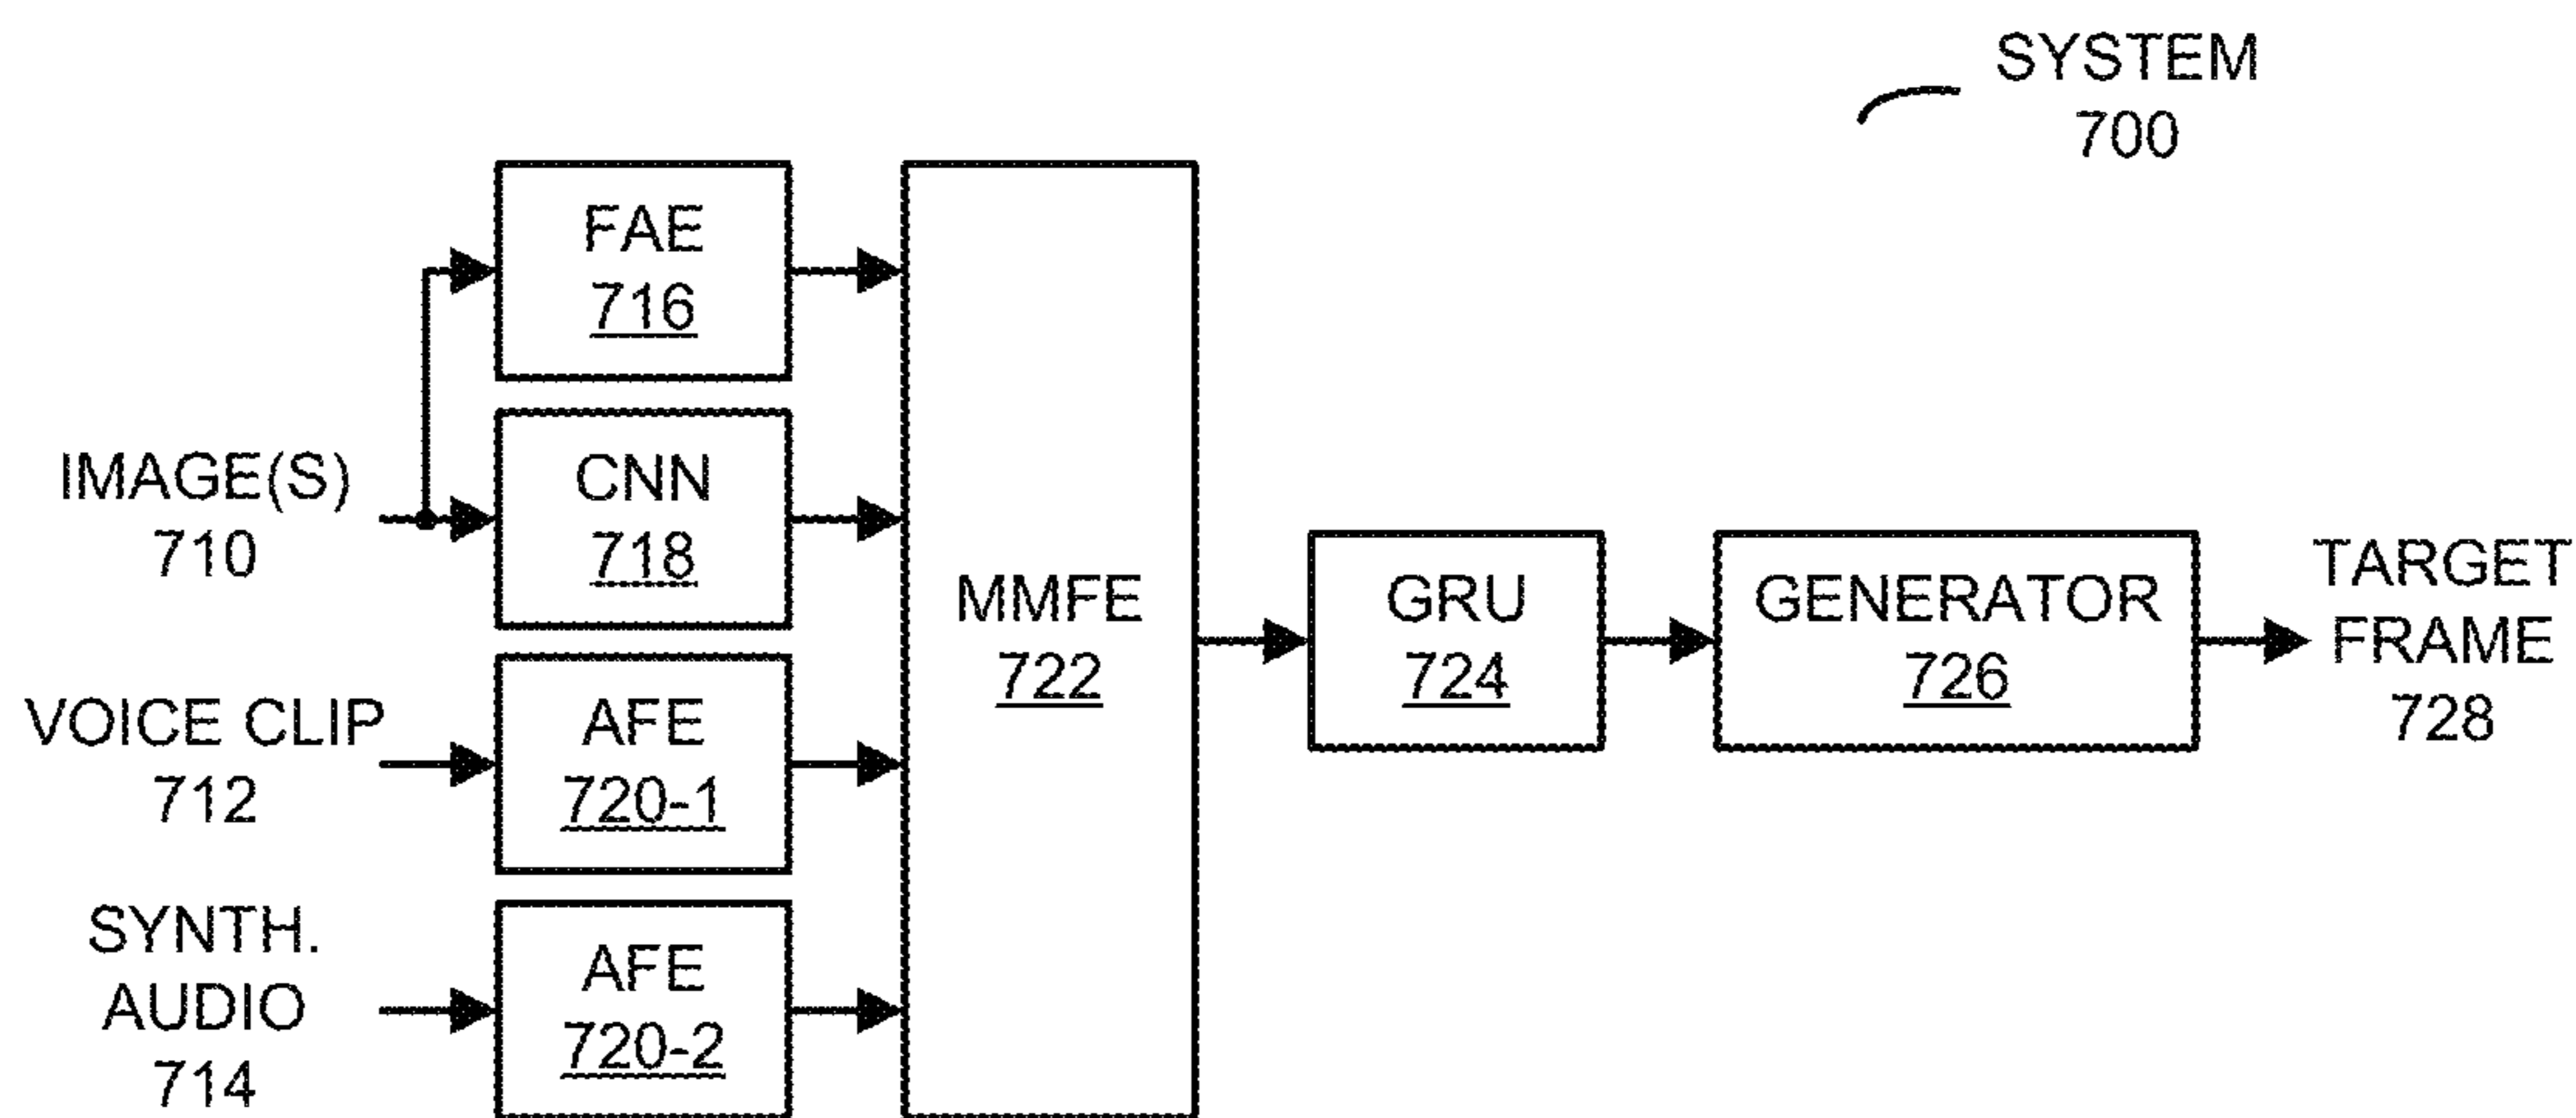 SYSTEM
700
FAE
716
IMAGE(S)
710
CNN
718
VOICE CLIP
712
AFE
720-1
SYNTH.
AUDIO
714
AFE
720-2
MMFE
722
GRU
724
GENERATOR
726
TARGET
FRAME
728